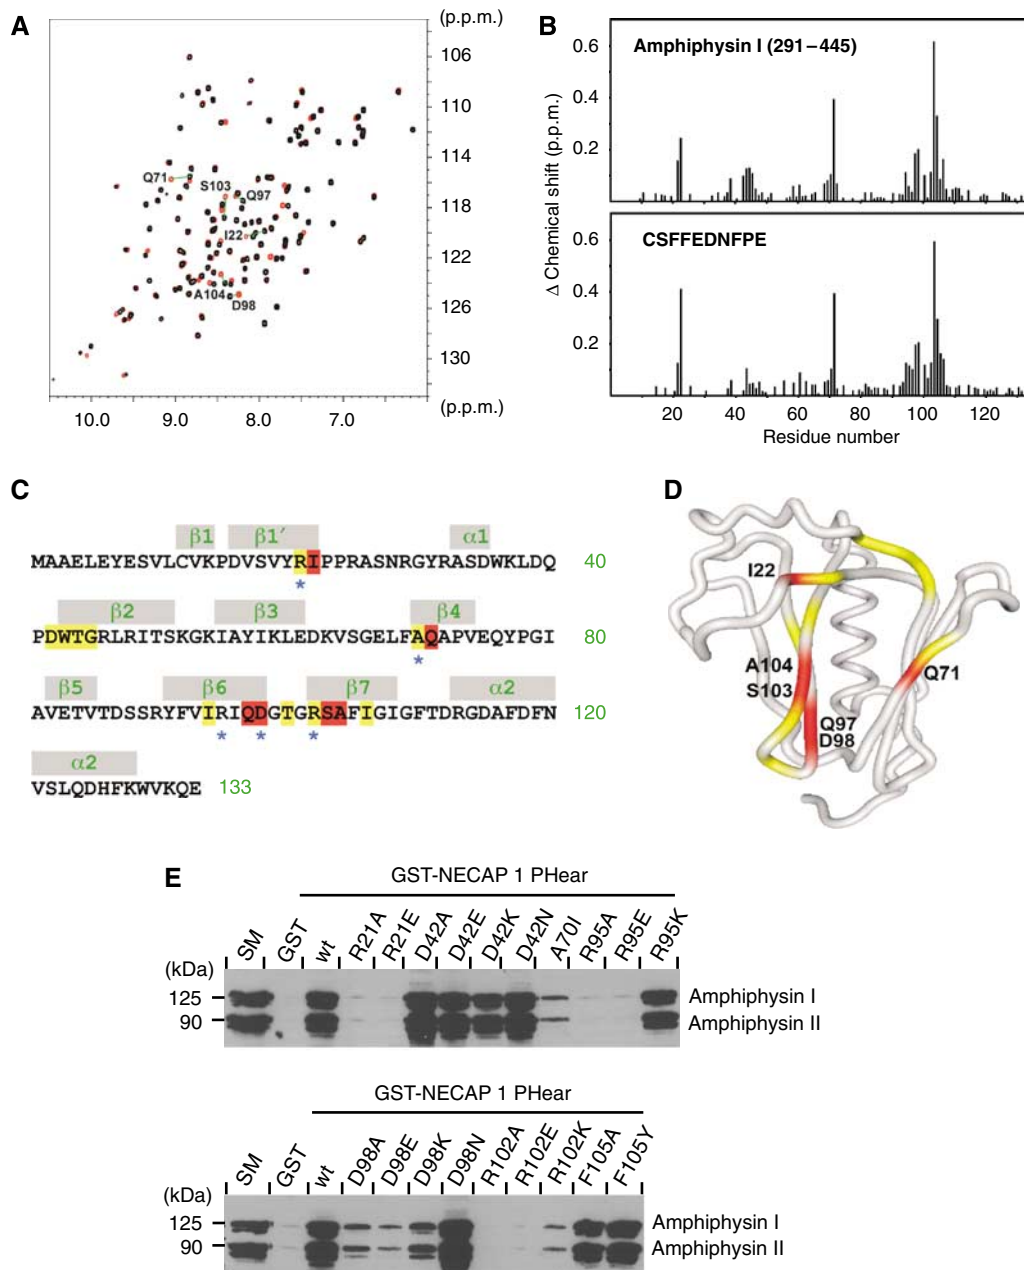 A
(p.p.m.)
106
110
114
118
122
126
130
(p.p.m.)
10.0 9.0 8.0 7.0
Q71
S103
Q97
I22
A104
D98
B
Δ Chemical shift (p.p.m.)
0.6
0.4
0.2
Amphiphysin I (291–445)
0.6
0.4
0.2
CSFFEDNFPE
20 40 60 80 100 120
Residue number
C
β1 β1′ α1
MAAELEYESVLCVKPDVSVYRIPPRASNRGYRASDWKLDQ 40
*
β2 β3 β4
PDWTGRLRITSKGKIAYIKLEDKVSGELFAQAPVEQYPGI 80
*
β5 β6 β7 α2
AVETVTDSSRYFVIRIQDGTGRSAFIGIGFTDRGDAFDFN 120
* * *
α2
VSLQDHFKWVKQE 133
D
I22
A104
S103
Q71
Q97
D98
E
GST-NECAP 1 PHear
SM GST wt R21A R21E D42A D42E D42K D42N A70I R95A R95E R95K
(kDa)
125 Amphiphysin I
90 Amphiphysin II
GST-NECAP 1 PHear
SM GST wt D98A D98E D98K D98N R102A R102E R102K F105A F105Y
(kDa)
125 Amphiphysin I
90 Amphiphysin II